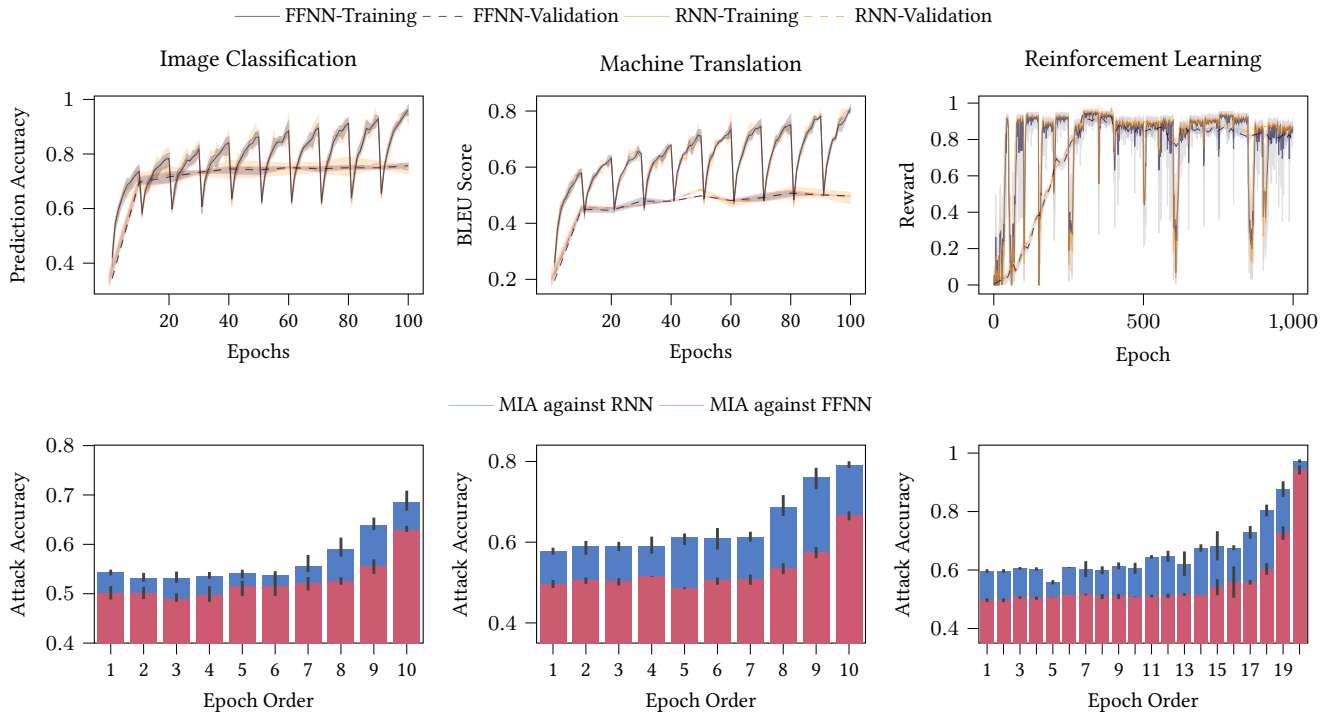 FFNN-Training FFNN-Validation RNN-Training RNN-Validation
Image Classification
Machine Translation
Reinforcement Learning
Prediction Accuracy
1
0.8
0.6
0.4
20 40 60 80 100
Epochs
BLEU Score
0.8
0.6
0.4
0.2
20 40 60 80 100
Epochs
Reward
1
0.8
0.6
0.4
0.2
0
0 500 1,000
Epoch
MIA against RNN MIA against FFNN
Attack Accuracy
0.8
0.7
0.6
0.5
0.4
1 2 3 4 5 6 7 8 9 10
Epoch Order
Attack Accuracy
0.8
0.6
0.4
1 2 3 4 5 6 7 8 9 10
Epoch Order
Attack Accuracy
1
0.8
0.6
0.4
1 3 5 7 9 11 13 15 17 19
Epoch Order